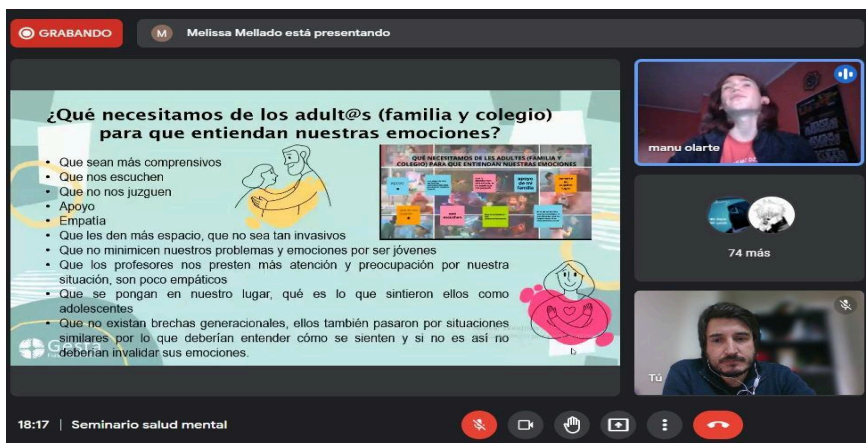 GRABANDO
M
Melissa Mellado está presentando
¿Qué necesitamos de los adult@s (familia y colegio)
para que entiendan nuestras emociones?
• Que sean más comprensivos
• Que nos escuchen
• Que no nos juzguen
• Apoyo
• Empatía
• Que les den más espacio, que no sea tan invasivos
• Que no minimicen nuestros problemas y emociones por ser jóvenes
• Que los profesores nos presten más atención y preocupación por nuestra
situación, son poco empáticos
• Que se pongan en nuestro lugar, qué es lo que sintieron ellos como
adolescentes
• Que no existan brechas generacionales, ellos también pasaron por situaciones
similares por lo que deberían entender cómo se sienten y si no es así no
deberían invalidar sus emociones.
QUÉ NECESITAMOS DE LES ADULTES (FAMILIA Y
COLEGIO) PARA QUE ENTIENDAN NUESTRAS EMOCIONES
apoyo
de mi
familia
Gesta
manu olarte
74 más
Tú
18:17 | Seminario salud mental